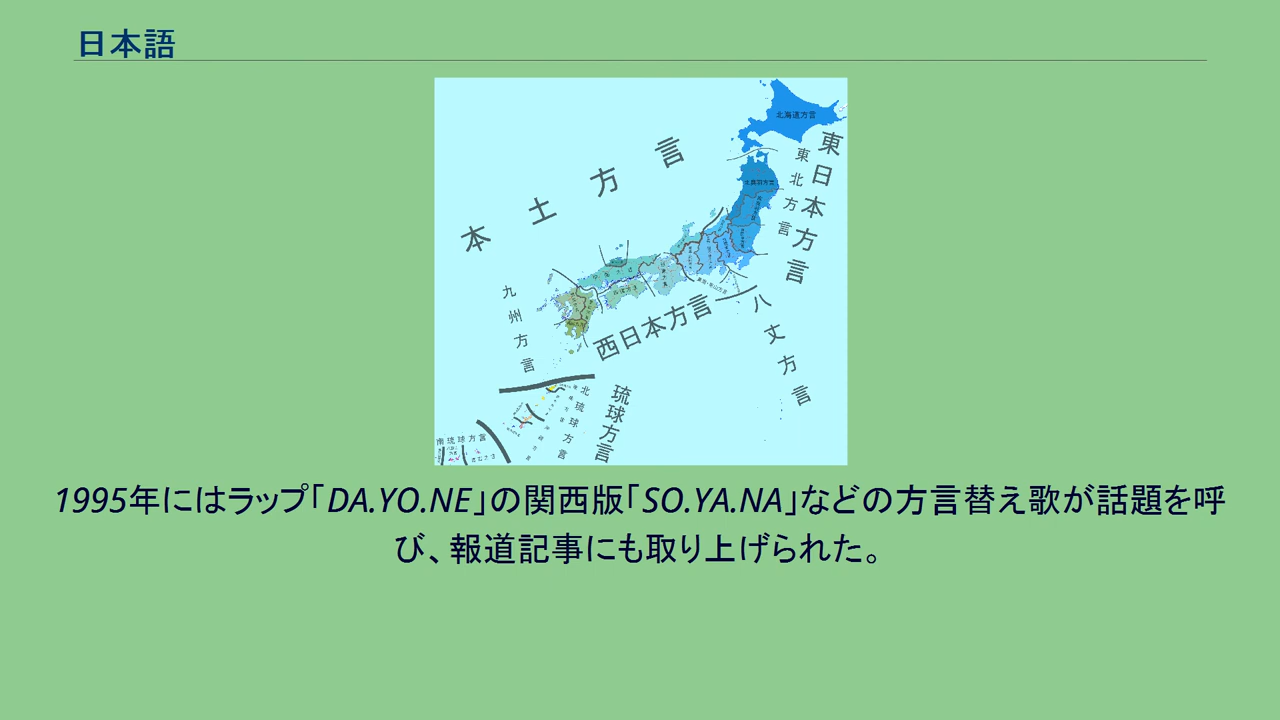 日本語
北海道方言
東日本方言
東北方言
本土方言
九州方言
西日本方言
八丈方言
北琉球方言
琉球方言
南琉球方言
1995年にはラップ「DA.YO.NE」の関西版「SO.YA.NA」などの方言替え歌が話題を呼
び、報道記事にも取り上げられた。